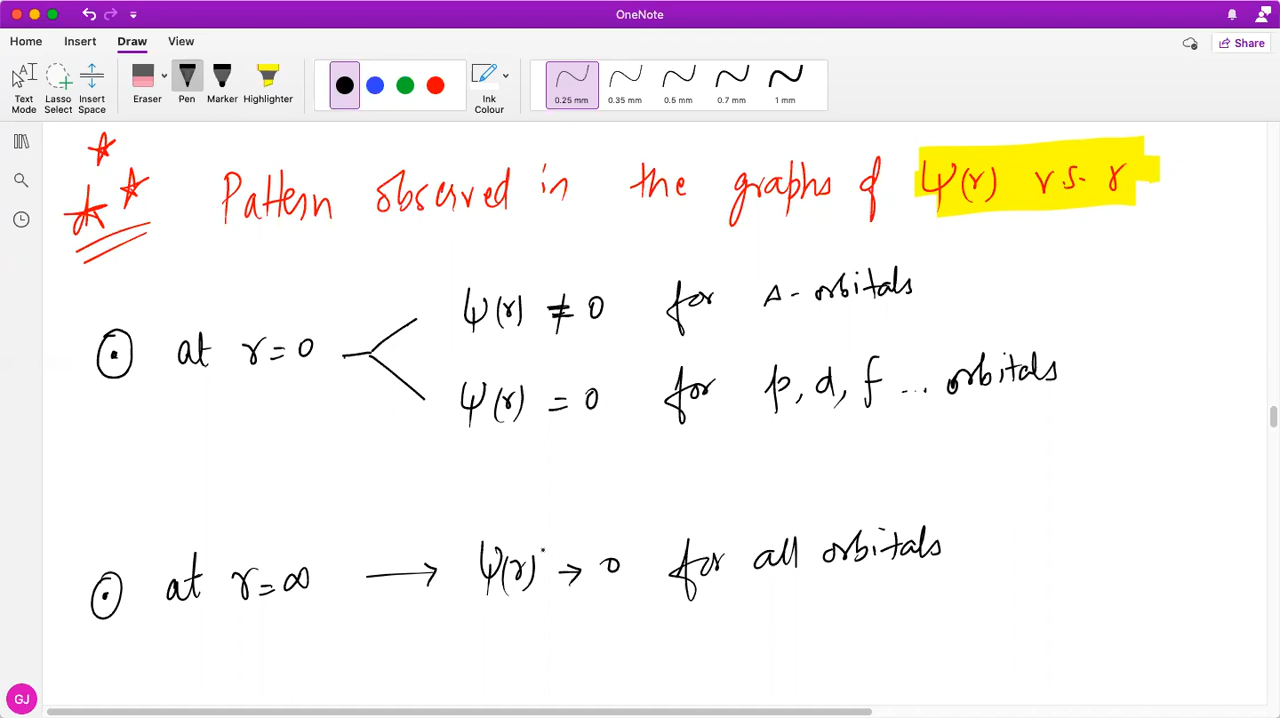 OneNote
Home Insert Draw View
Share
Text Mode
Lasso Select
Insert Space
Eraser
Pen
Marker
Highlighter
Ink Colour
0.25 mm
0.35 mm
0.5 mm
0.7 mm
1 mm
Pattern observed in the graphs of ψ(r) vs. r
at r=0
ψ(r) ≠ 0 for s-orbitals
ψ(r) = 0 for p, d, f ... orbitals
at r=∞ → ψ(r) → 0 for all orbitals
GJ